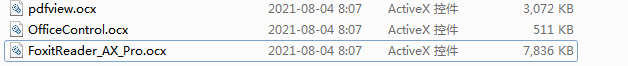 pdfview.ocx 2021-08-04 8:07 ActiveX 控件 3,072 KB
OfficeControl.ocx 2021-08-04 8:07 ActiveX 控件 511 KB
FoxitReader_AX_Pro.ocx 2021-08-04 8:07 ActiveX 控件 7,836 KB